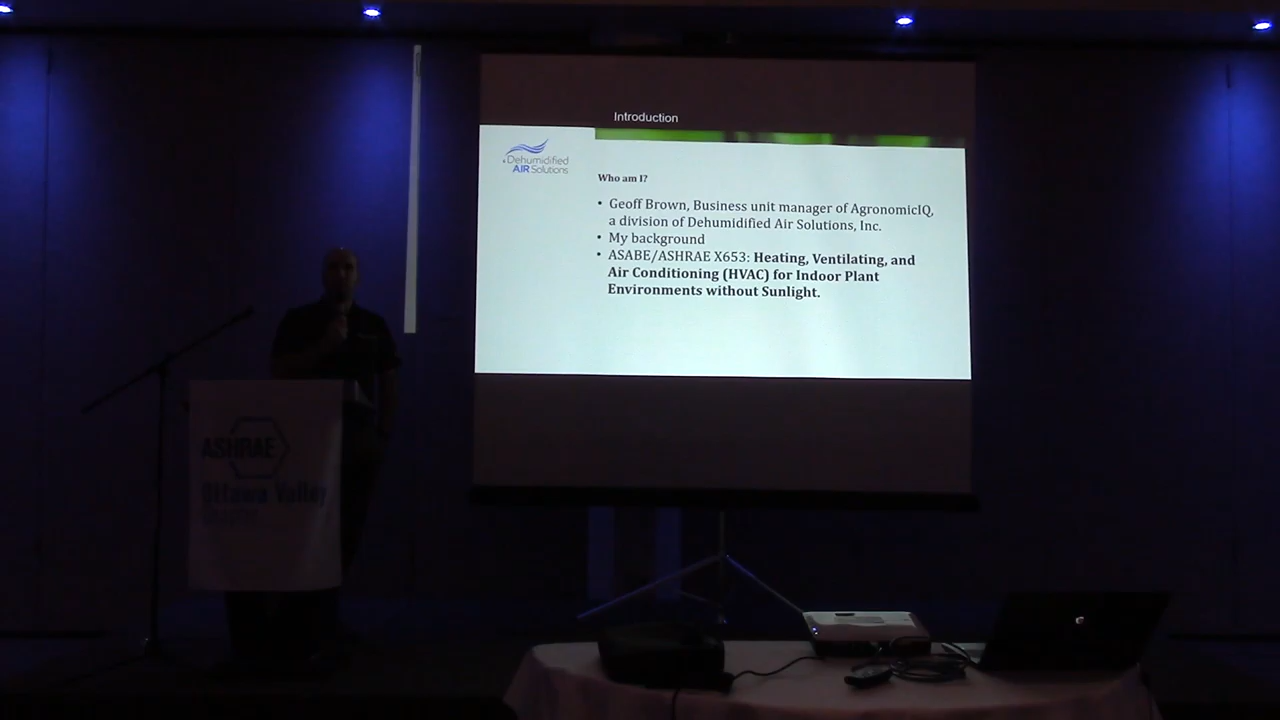 Introduction
Dehumidified
AIR Solutions
Who am I?
• Geoff Brown, Business unit manager of AgronomicIQ,
a division of Dehumidified Air Solutions, Inc.
• My background
• ASABE/ASHRAE X653: Heating, Ventilating, and
Air Conditioning (HVAC) for Indoor Plant
Environments without Sunlight.
ASHRAE
Ottawa Valley